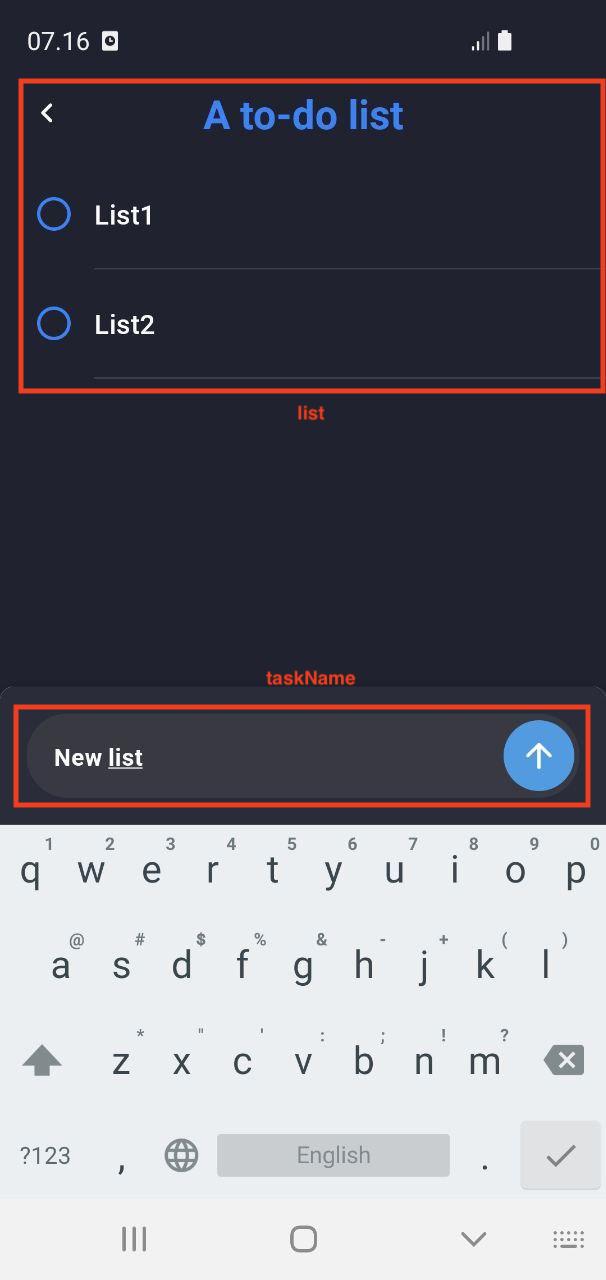 07.16
A to-do list
List1
List2
list
taskName
New list
1 2 3 4 5 6 7 8 9 0
q w e r t y u i o p
@ # $ % & - + ( )
a s d f g h j k l
* " ' : ; ! ?
z x c v b n m
?123 , English .